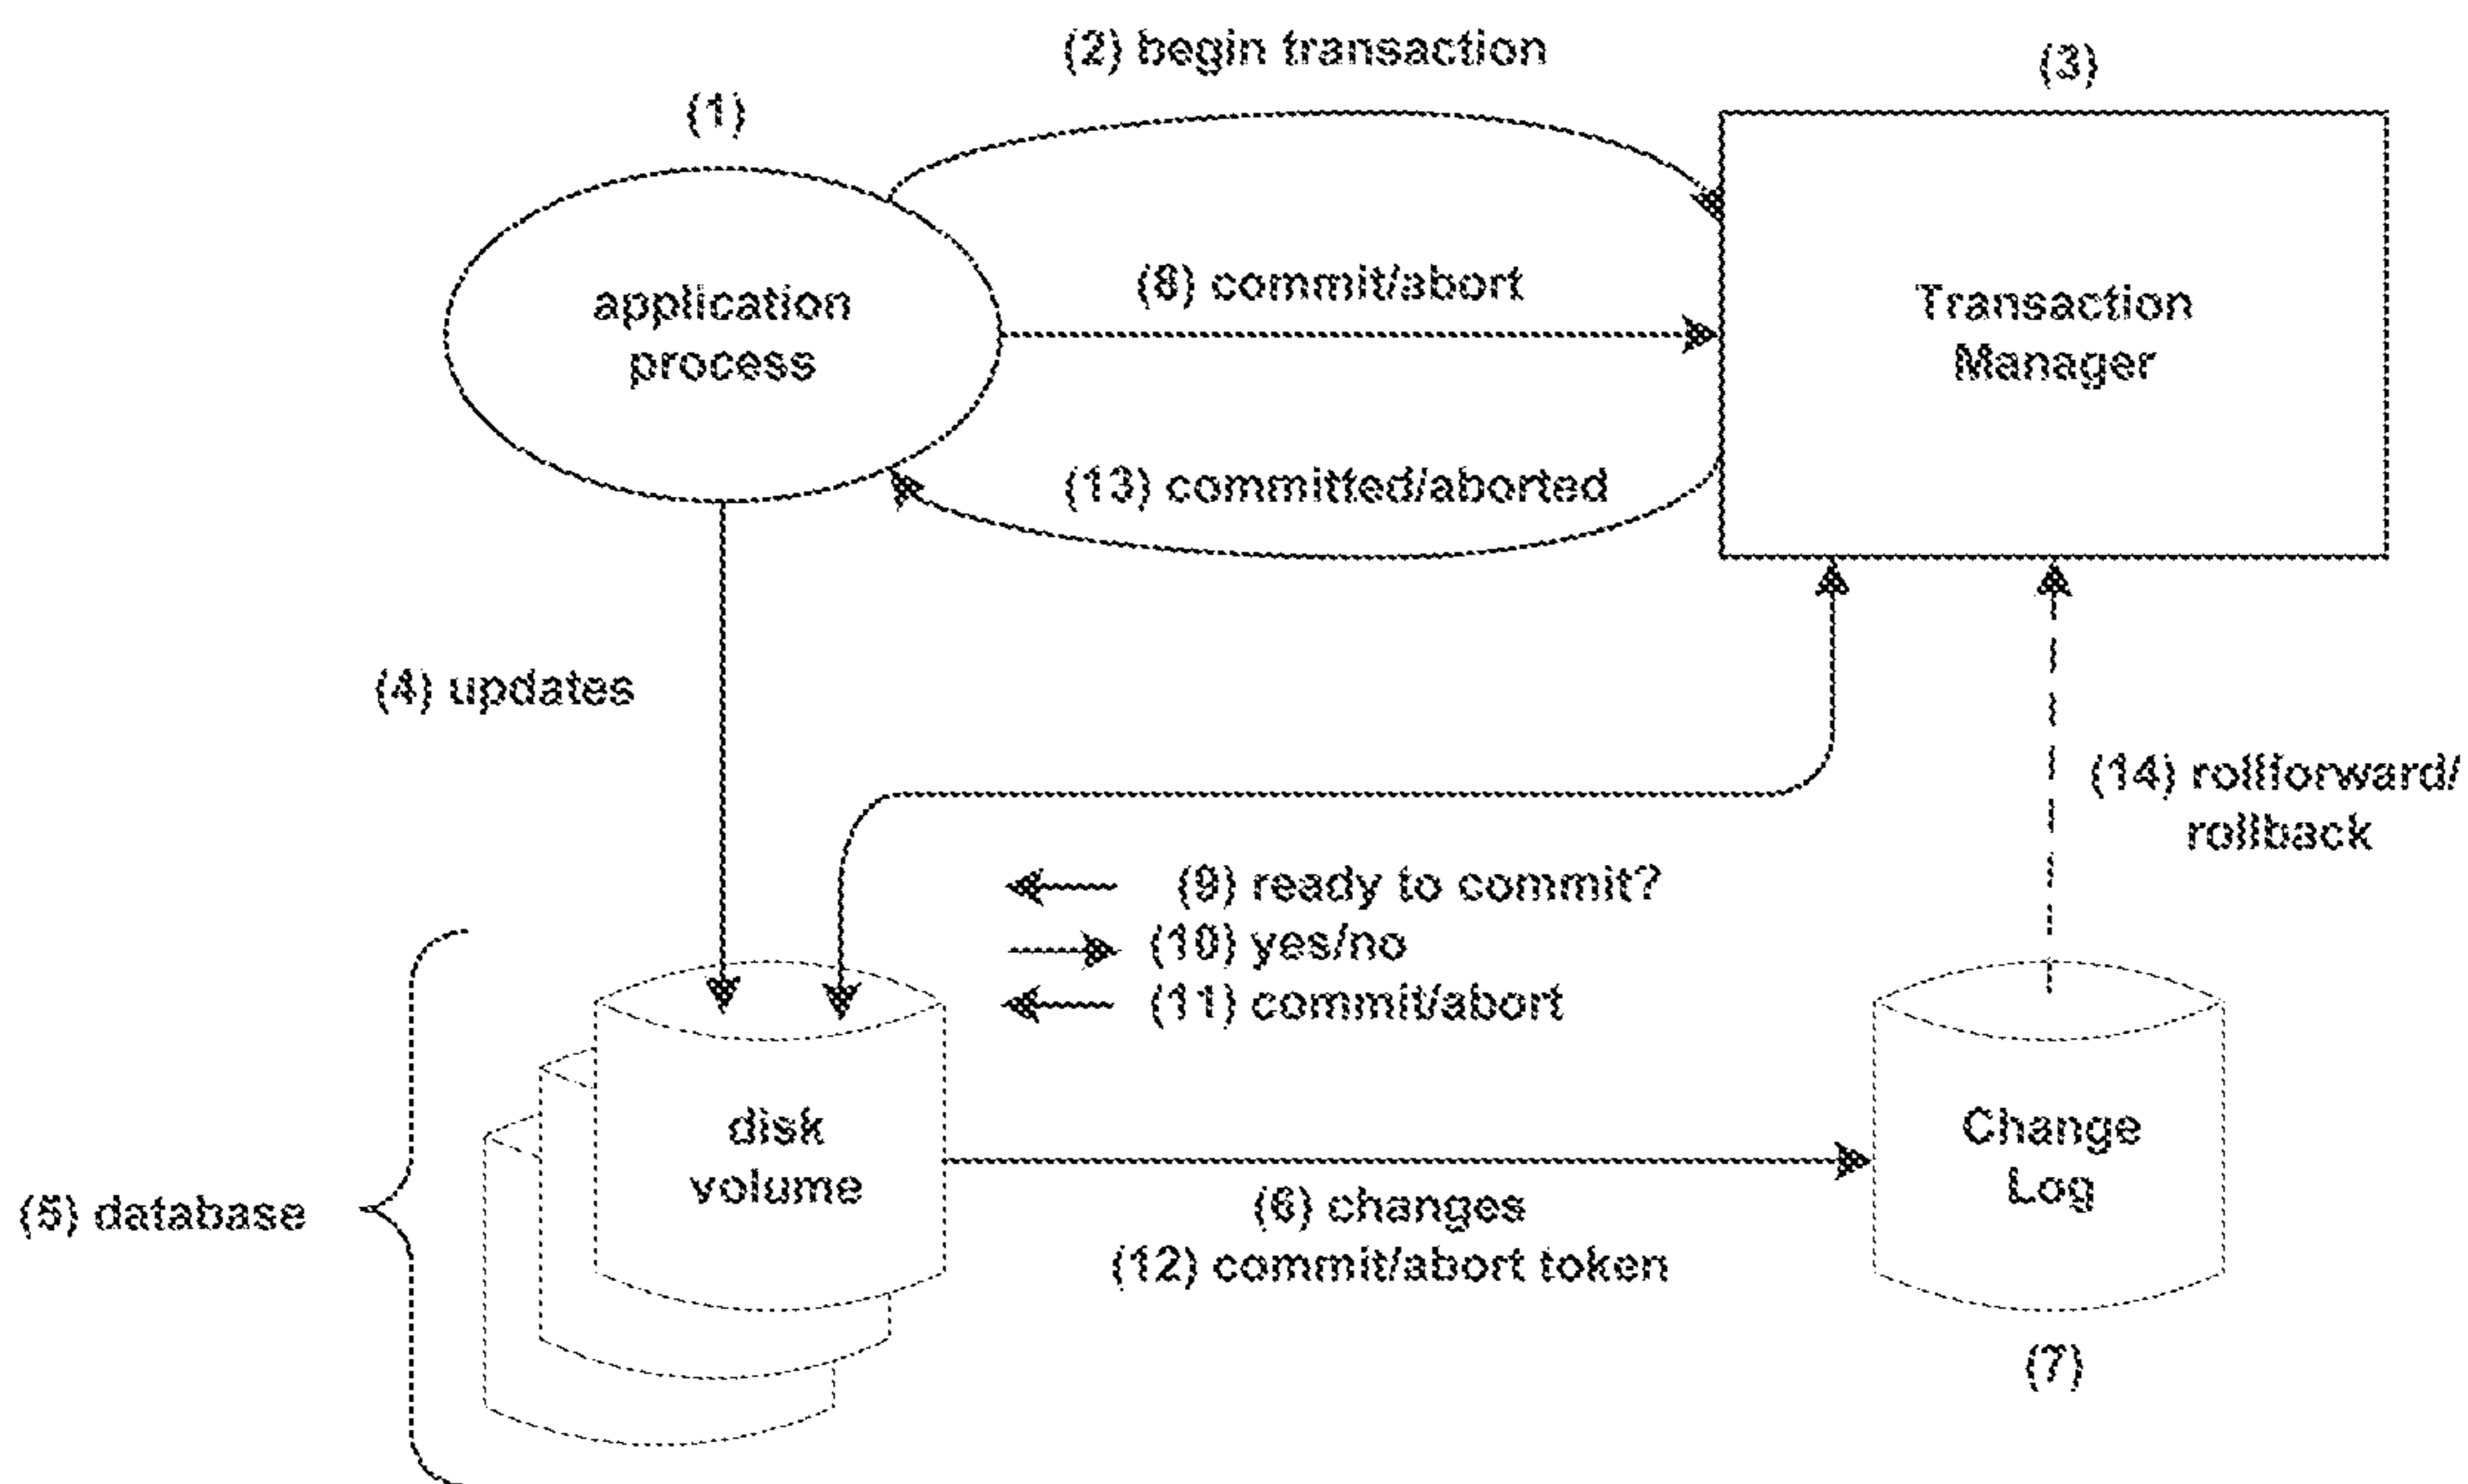 (2) begin transaction
(3)
(1)
(8) commit/abort
application
process
Transaction
Manager
(13) committed/aborted
(4) updates
(14) rollforward/
rollback
(9) ready to commit?
(10) yes/no
(11) commit/abort
disk
volume
Change
Log
(5) database
(6) changes
(12) commit/abort token
(7)